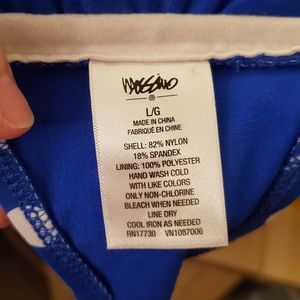 mossimo
®
L/G
MADE IN CHINA
FABRIQUÉ EN CHINE
SHELL: 82% NYLON
18% SPANDEX
LINING: 100% POLYESTER
HAND WASH COLD
WITH LIKE COLORS
ONLY NON-CHLORINE
BLEACH WHEN NEEDED
LINE DRY
COOL IRON AS NEEDED
RN17730 VN1087006